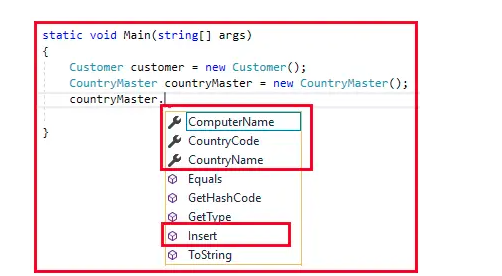 static void Main(string[] args)
{
Customer customer = new Customer();
CountryMaster countryMaster = new CountryMaster();
countryMaster.
ComputerName
CountryCode
CountryName
Equals
GetHashCode
GetType
Insert
ToString
}